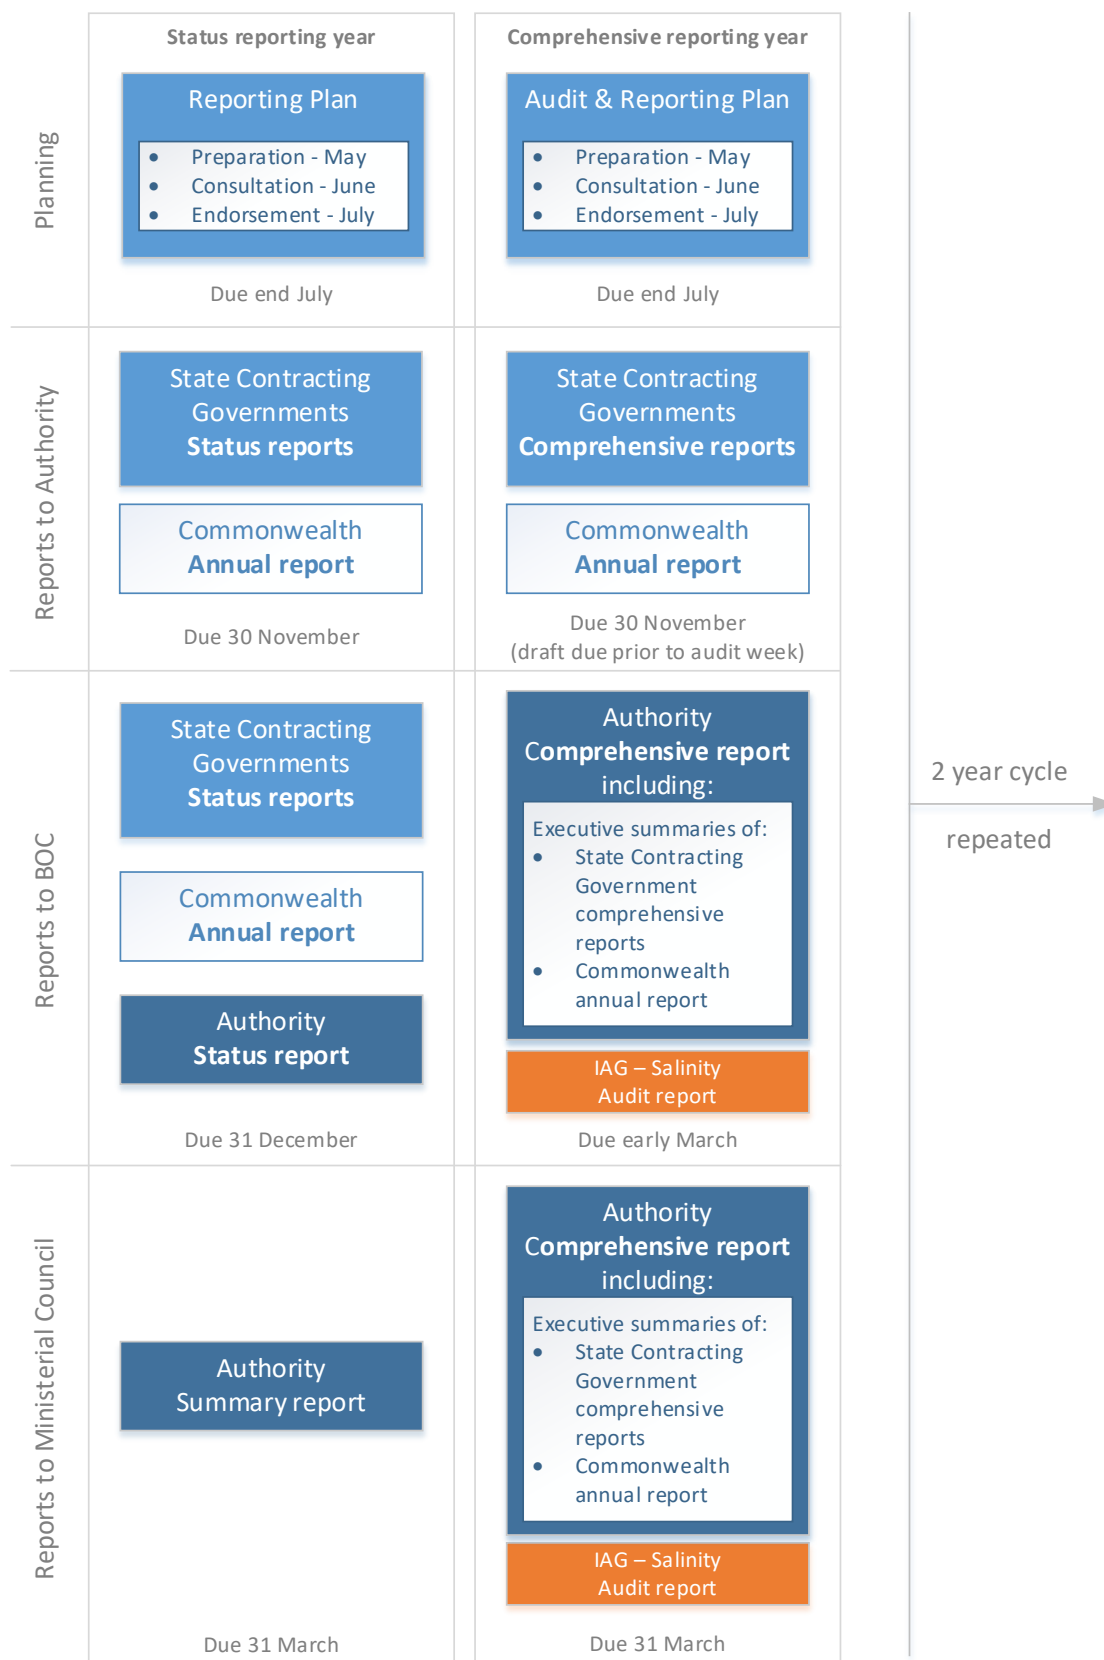 Status reporting year
Comprehensive reporting year
Planning
Reporting Plan
• Preparation - May
• Consultation - June
• Endorsement - July
Due end July
Audit & Reporting Plan
• Preparation - May
• Consultation - June
• Endorsement - July
Due end July
Reports to Authority
State Contracting
Governments
Status reports
Commonwealth
Annual report
Due 30 November
State Contracting
Governments
Comprehensive reports
Commonwealth
Annual report
Due 30 November
(draft due prior to audit week)
Reports to BOC
State Contracting
Governments
Status reports
Commonwealth
Annual report
Authority
Status report
Due 31 December
Authority
Comprehensive report
including:
Executive summaries of:
• State Contracting
Government
comprehensive
reports
• Commonwealth
annual report
IAG – Salinity
Audit report
Due early March
Reports to Ministerial Council
Authority
Summary report
Due 31 March
Authority
Comprehensive report
including:
Executive summaries of:
• State Contracting
Government
comprehensive
reports
• Commonwealth
annual report
IAG – Salinity
Audit report
Due 31 March
2 year cycle
repeated